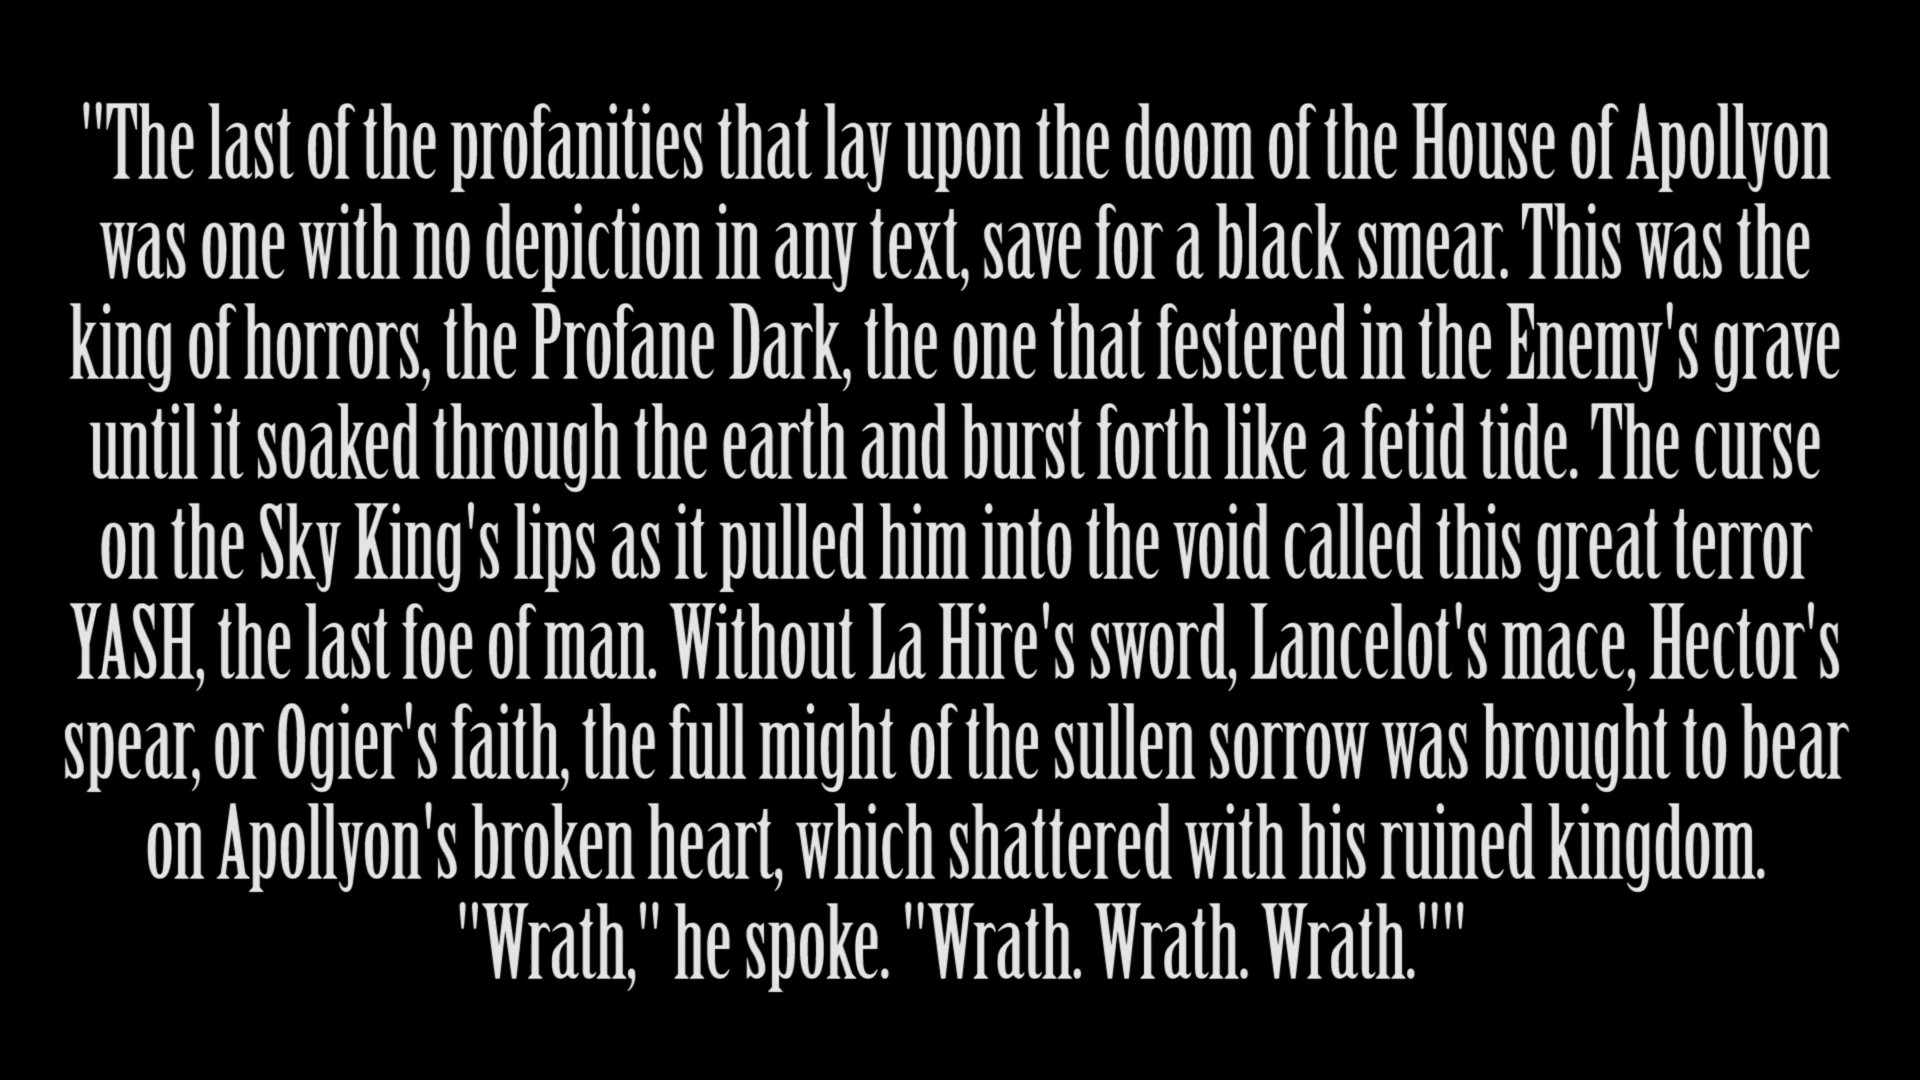 "The last of the profanities that lay upon the doom of the House of Apollyon
was one with no depiction in any text, save for a black smear. This was the
king of horrors, the Profane Dark, the one that festered in the Enemy's grave
until it soaked through the earth and burst forth like a fetid tide. The curse
on the Sky King's lips as it pulled him into the void called this great terror
YASH, the last foe of man. Without La Hire's sword, Lancelot's mace, Hector's
spear, or Ogier's faith, the full might of the sullen sorrow was brought to bear
on Apollyon's broken heart, which shattered with his ruined kingdom.
"Wrath," he spoke. "Wrath. Wrath. Wrath.""